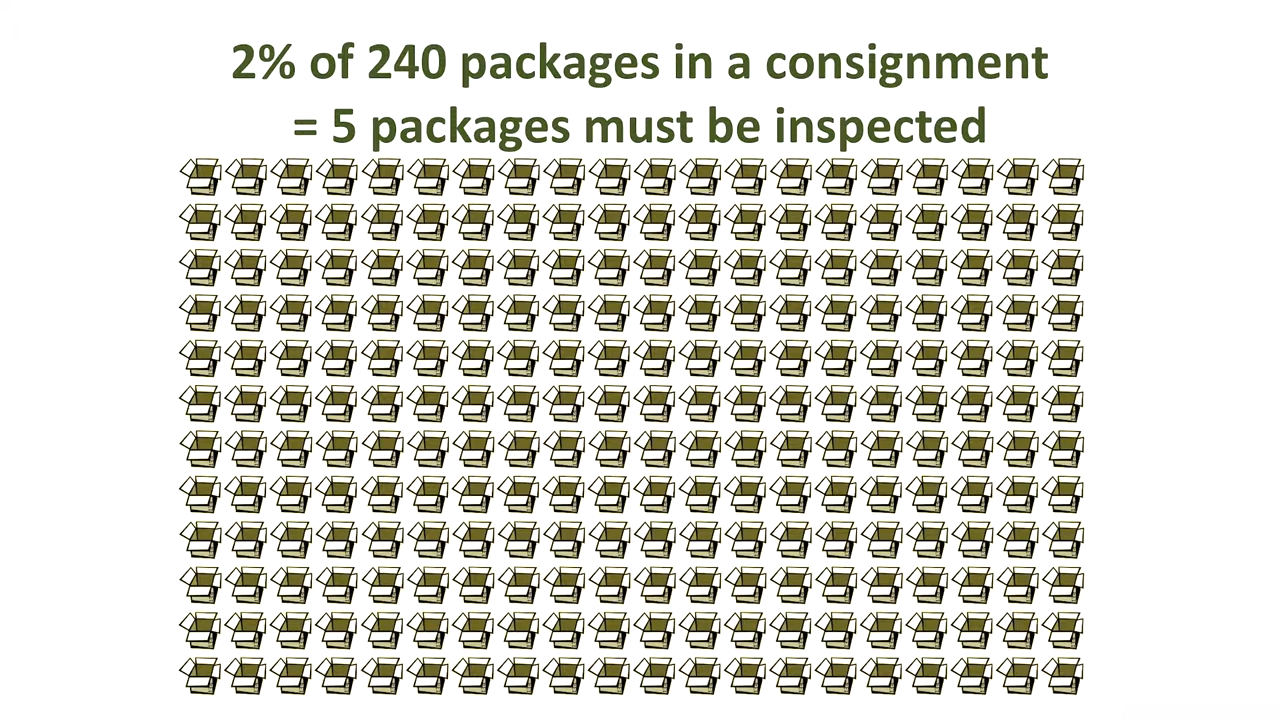 2% of 240 packages in a consignment
= 5 packages must be inspected